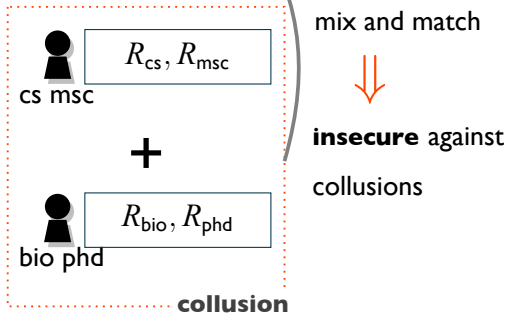 mix and match
R_cs, R_msc
cs msc
⇓
+
insecure against
collusions
R_bio, R_phd
bio phd
collusion